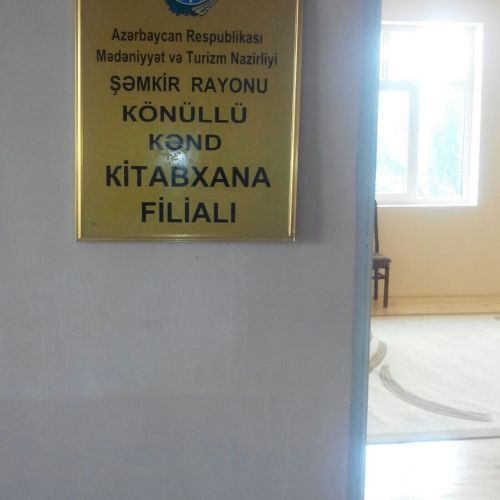 Azərbaycan Respublikası
Mədəniyyət və Turizm Nazirliyi
ŞƏMKİR RAYONU
KÖNÜLLÜ
KƏND
KİTABXANA
FİLİALI